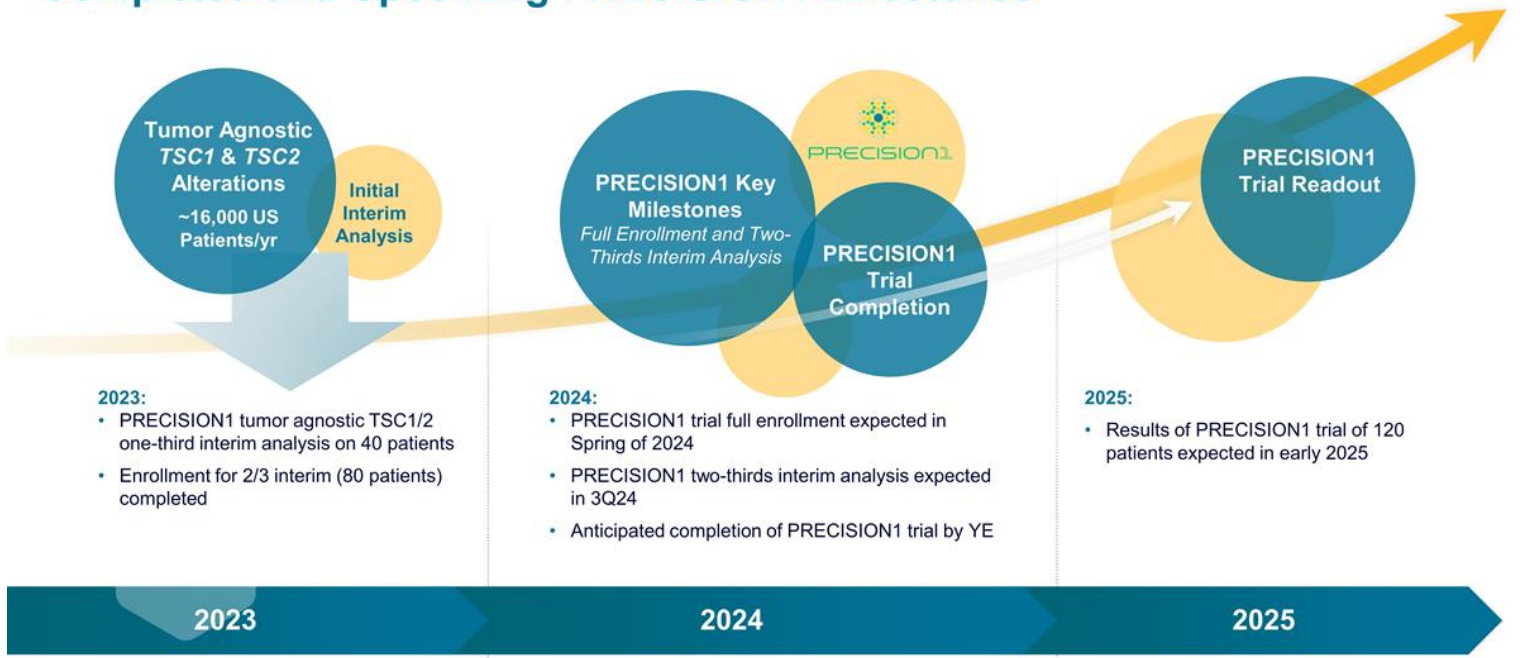 Tumor Agnostic
TSC1 & TSC2
Alterations
~16,000 US
Patients/yr
Initial
Interim
Analysis
PRECISION1 Key
Milestones
Full Enrollment and Two-
Thirds Interim Analysis
PRECISION1
PRECISION1
Trial
Completion
PRECISION1
Trial Readout
2023:
• PRECISION1 tumor agnostic TSC1/2
one-third interim analysis on 40 patients
• Enrollment for 2/3 interim (80 patients)
completed
2024:
• PRECISION1 trial full enrollment expected in
Spring of 2024
• PRECISION1 two-thirds interim analysis expected
in 3Q24
• Anticipated completion of PRECISION1 trial by YE
2025:
• Results of PRECISION1 trial of 120
patients expected in early 2025
2023
2024
2025